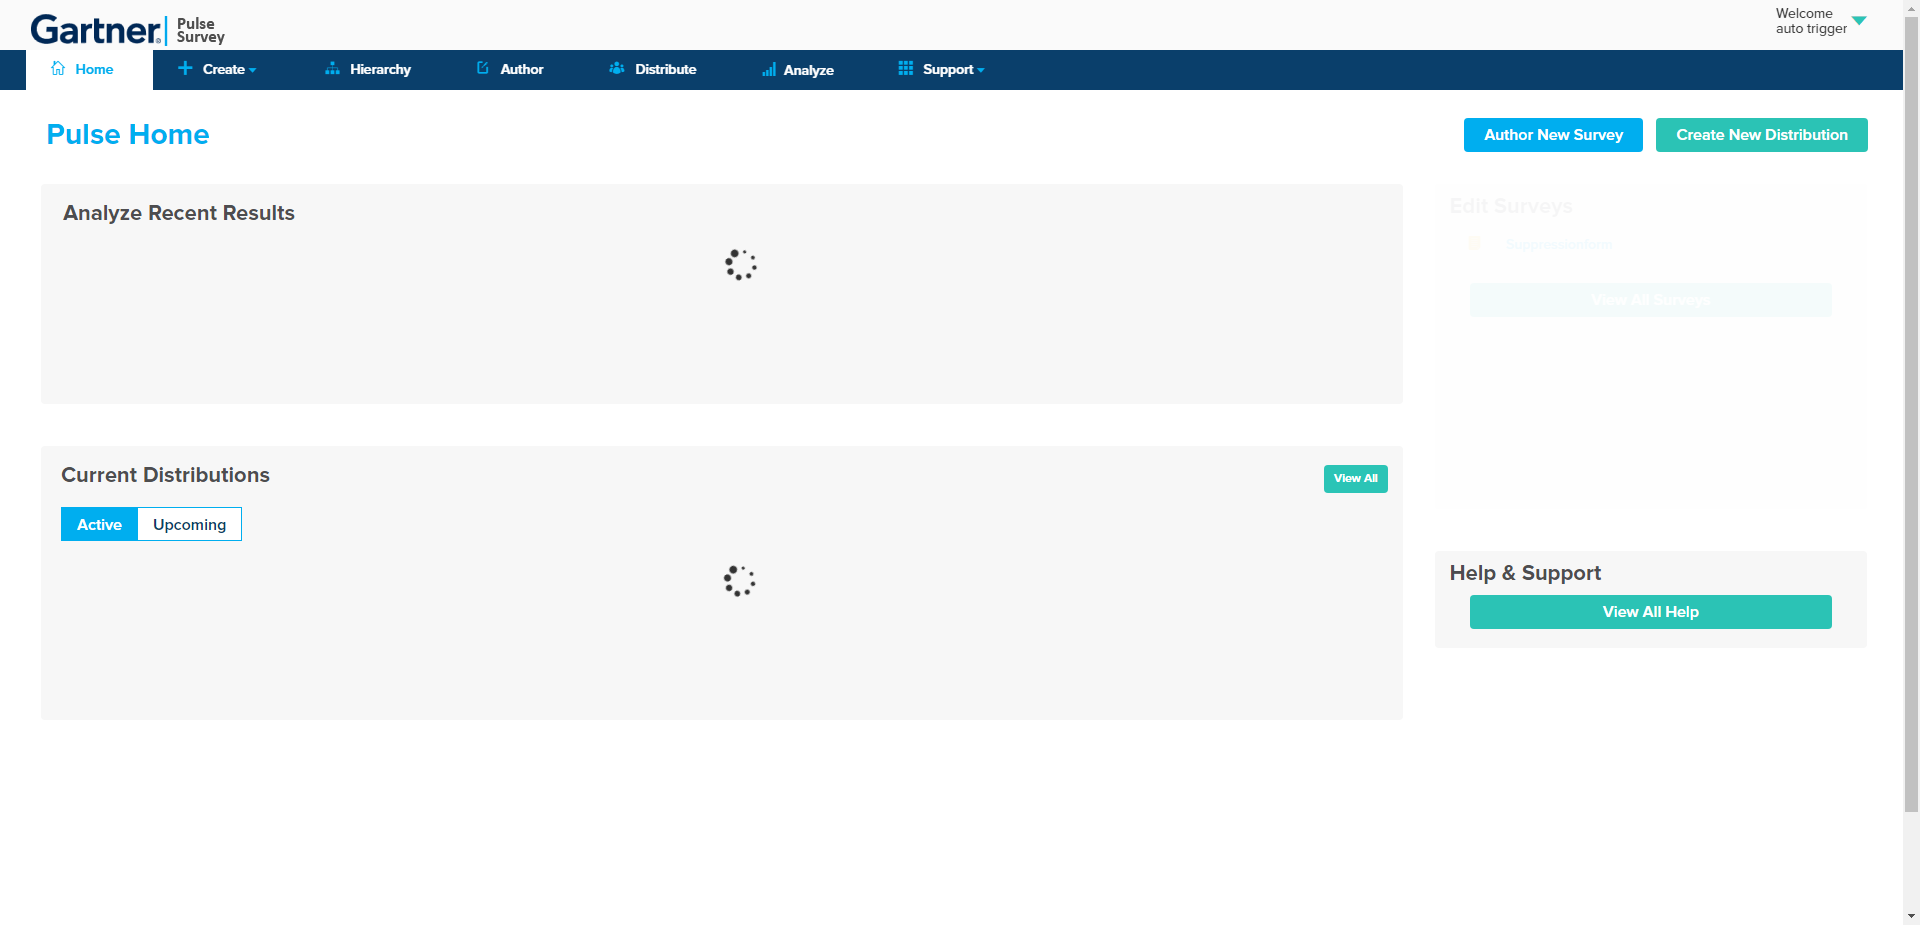 Gartner®
Pulse
Survey
Welcome
auto trigger
Home
Create
Hierarchy
Author
Distribute
Analyze
Support
Pulse Home
Author New Survey
Create New Distribution
Analyze Recent Results
Edit Surveys
Suppressionform
View All Surveys
Current Distributions
View All
Active
Upcoming
Help & Support
View All Help